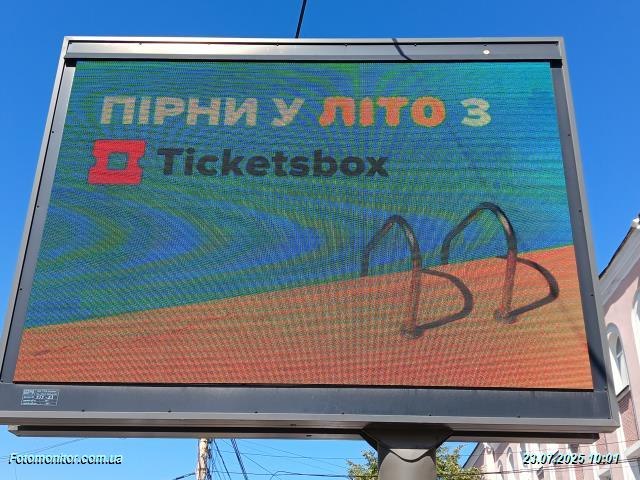 ПІРНИ У ЛІТО З
Ticketsbox
Fotomonitor.com.ua
23.07.2025 10:01